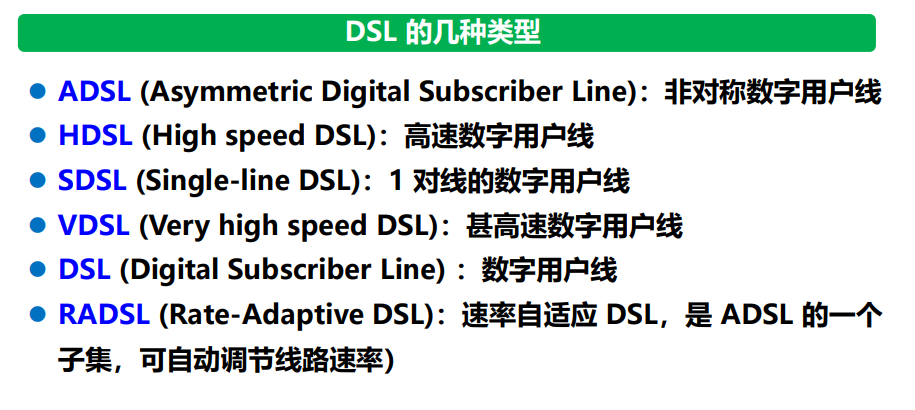 DSL 的几种类型
ADSL (Asymmetric Digital Subscriber Line)：非对称数字用户线
HDSL (High speed DSL)：高速数字用户线
SDSL (Single-line DSL)：1 对线的数字用户线
VDSL (Very high speed DSL)：甚高速数字用户线
DSL (Digital Subscriber Line) ：数字用户线
RADSL (Rate-Adaptive DSL)：速率自适应 DSL，是 ADSL 的一个
子集，可自动调节线路速率)